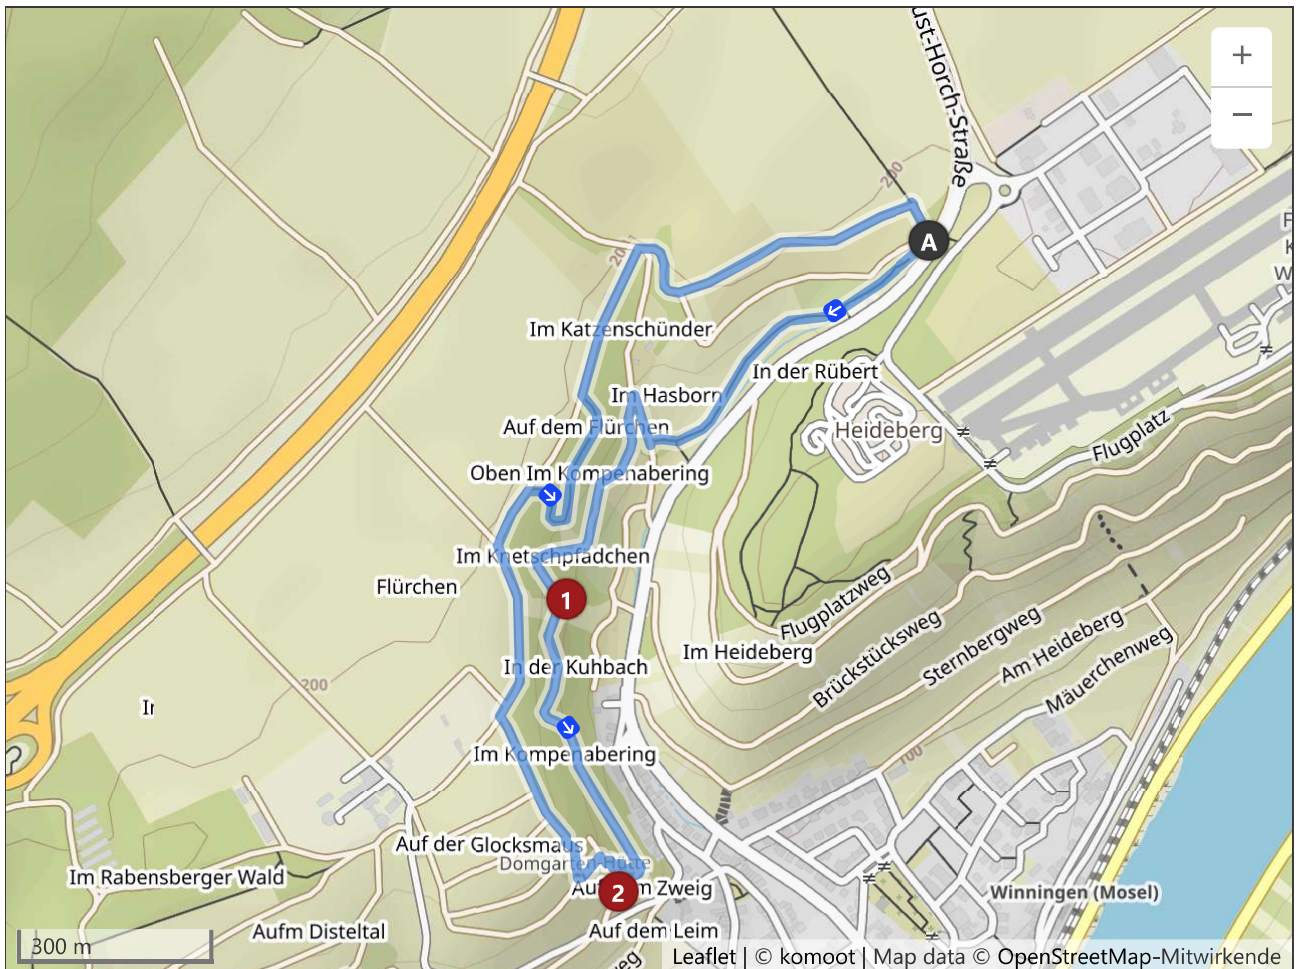 ust-Horch-Straße
+
−
200
A
200
Im Katzenschünder
In der Rübert
Im Hasborn
Auf dem Flürchen
Heideberg
Flugplatz
Oben Im Kompenabering
Im Knetschpfädchen
Flürchen
1
Flugplatzweg
Im Heideberg
In der Kuhbach
Brückstücksweg
Sternbergweg
Am Heideberg
Mäuerchenweg
200
Im Kompenabering
100
Auf der Glocksmaus
Domgarten-Hütte
Im Rabensberger Wald
2
Zweig
Winningen (Mosel)
Aufm Disteltal
Auf dem Leim
300 m
Leaflet | © komoot | Map data © OpenStreetMap-Mitwirkende